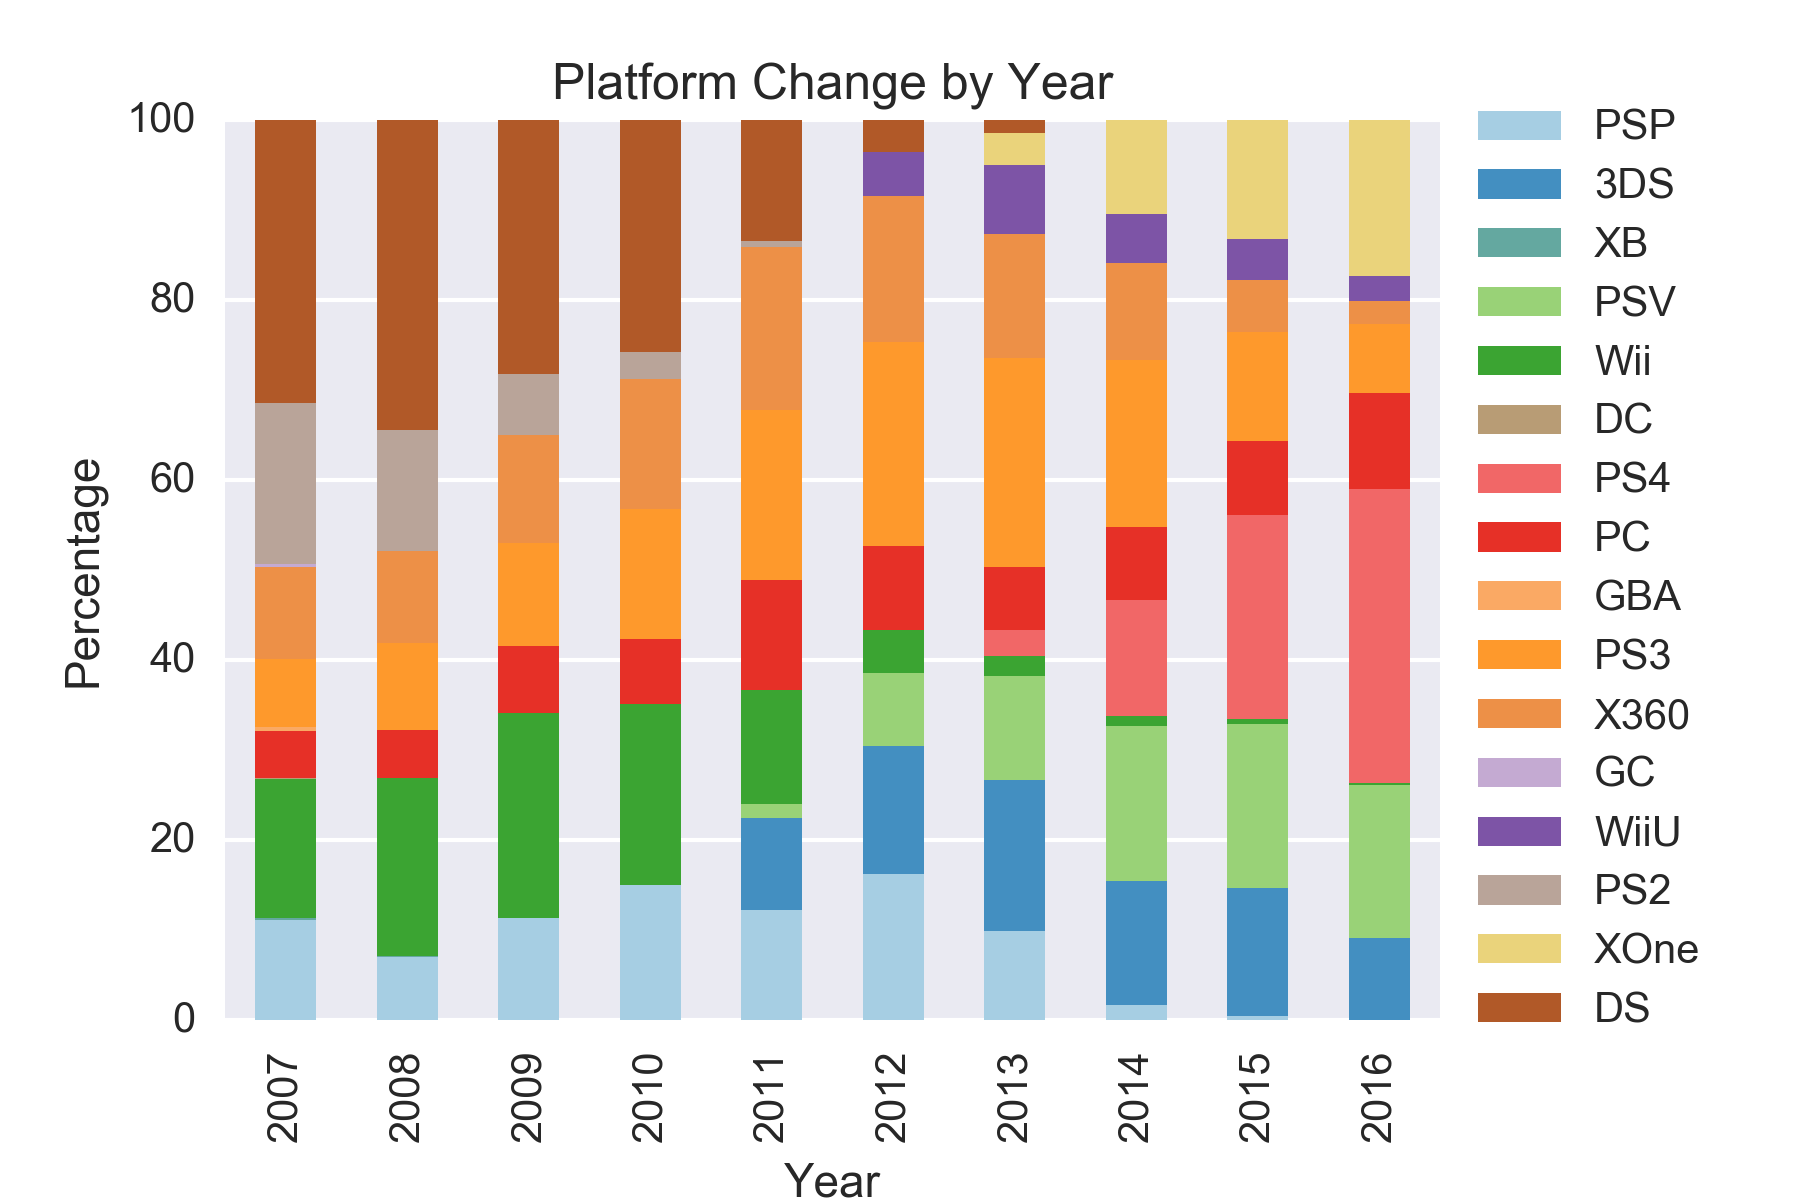 Platform Change by Year
Percentage
100
80
60
40
20
0
2007
2008
2009
2010
2011
2012
2013
2014
2015
2016
Year
PSP
3DS
XB
PSV
Wii
DC
PS4
PC
GBA
PS3
X360
GC
WiiU
PS2
XOne
DS